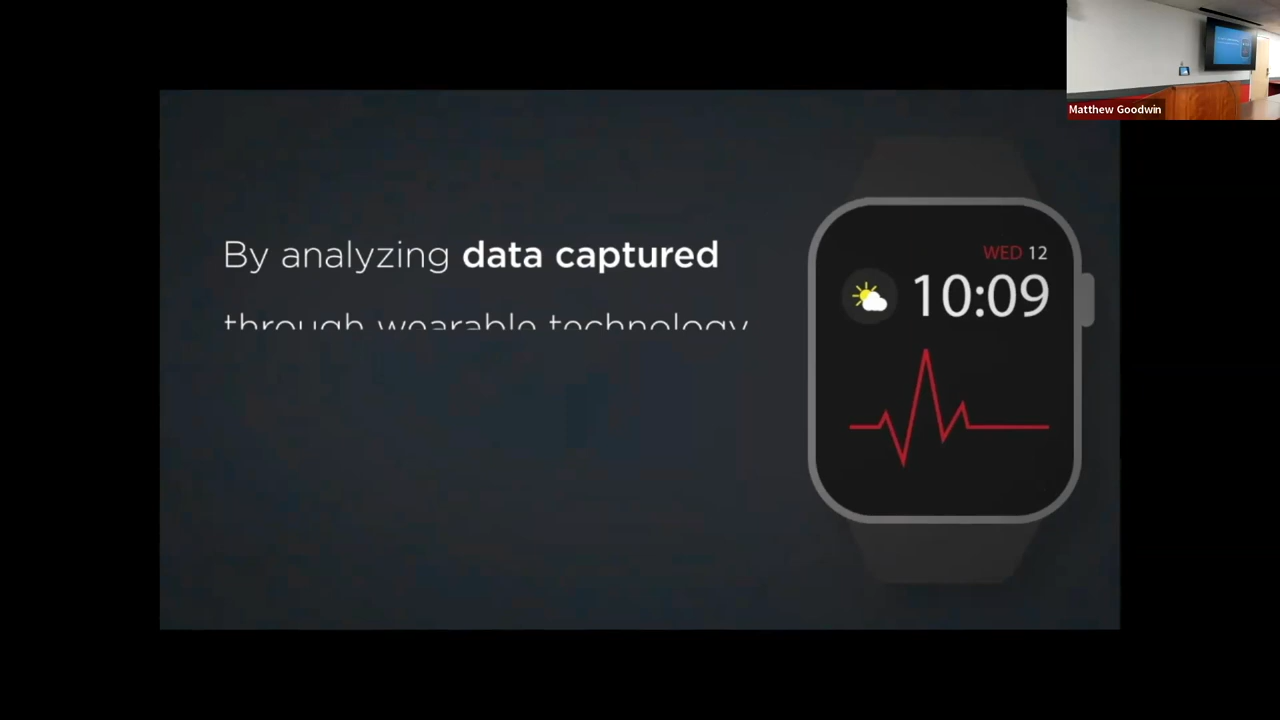 Matthew Goodwin
By analyzing data captured
through wearable technology
WED 12
10:09